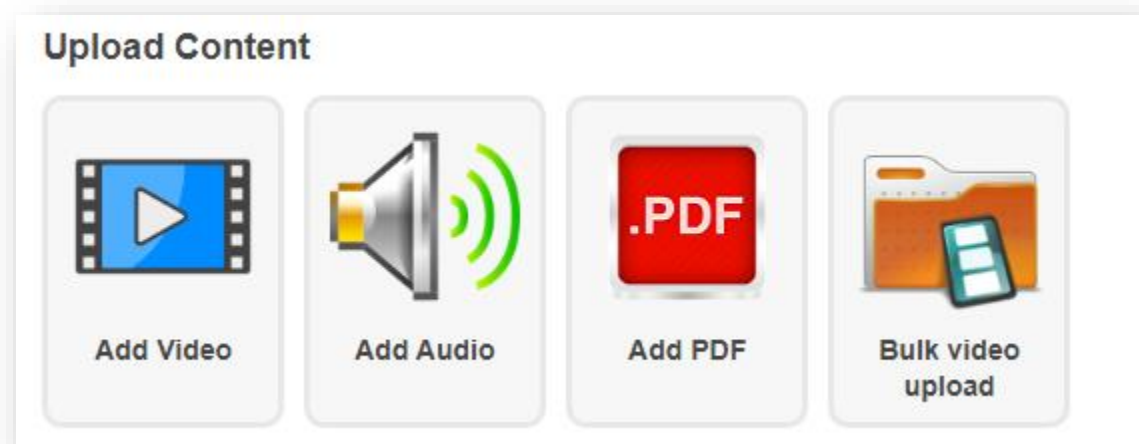 Upload Content
.PDF
Add Video
Add Audio
Add PDF
Bulk video
upload